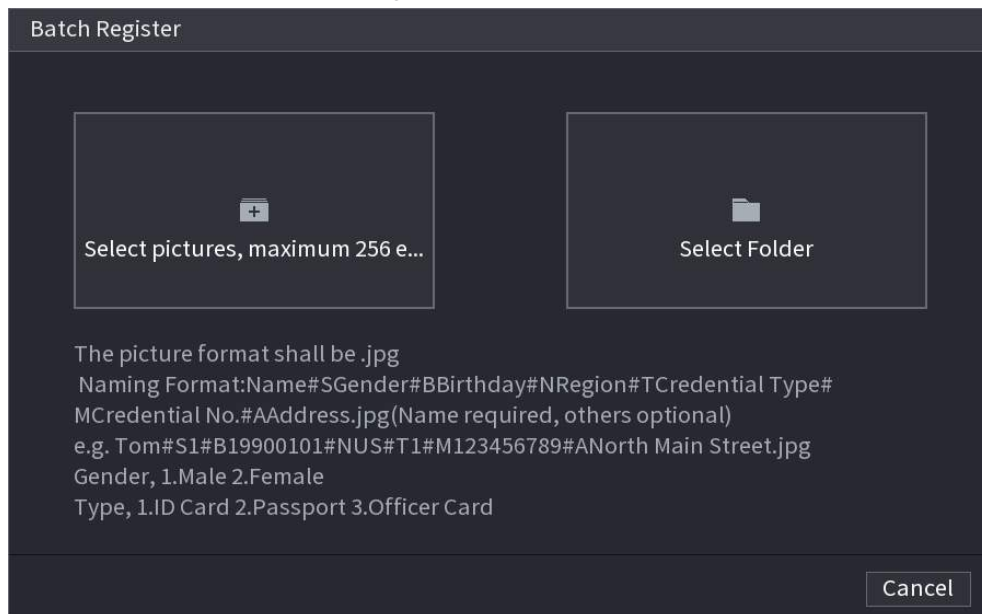 Batch Register
Select pictures, maximum 256 e...
Select Folder
The picture format shall be .jpg
Naming Format:Name#SGender#BBirthday#NRegion#TCredential Type#
MCredential No.#AAddress.jpg(Name required, others optional)
e.g. Tom#S1#B19900101#NUS#T1#M123456789#ANorth Main Street.jpg
Gender, 1.Male 2.Female
Type, 1.ID Card 2.Passport 3.Officer Card
Cancel